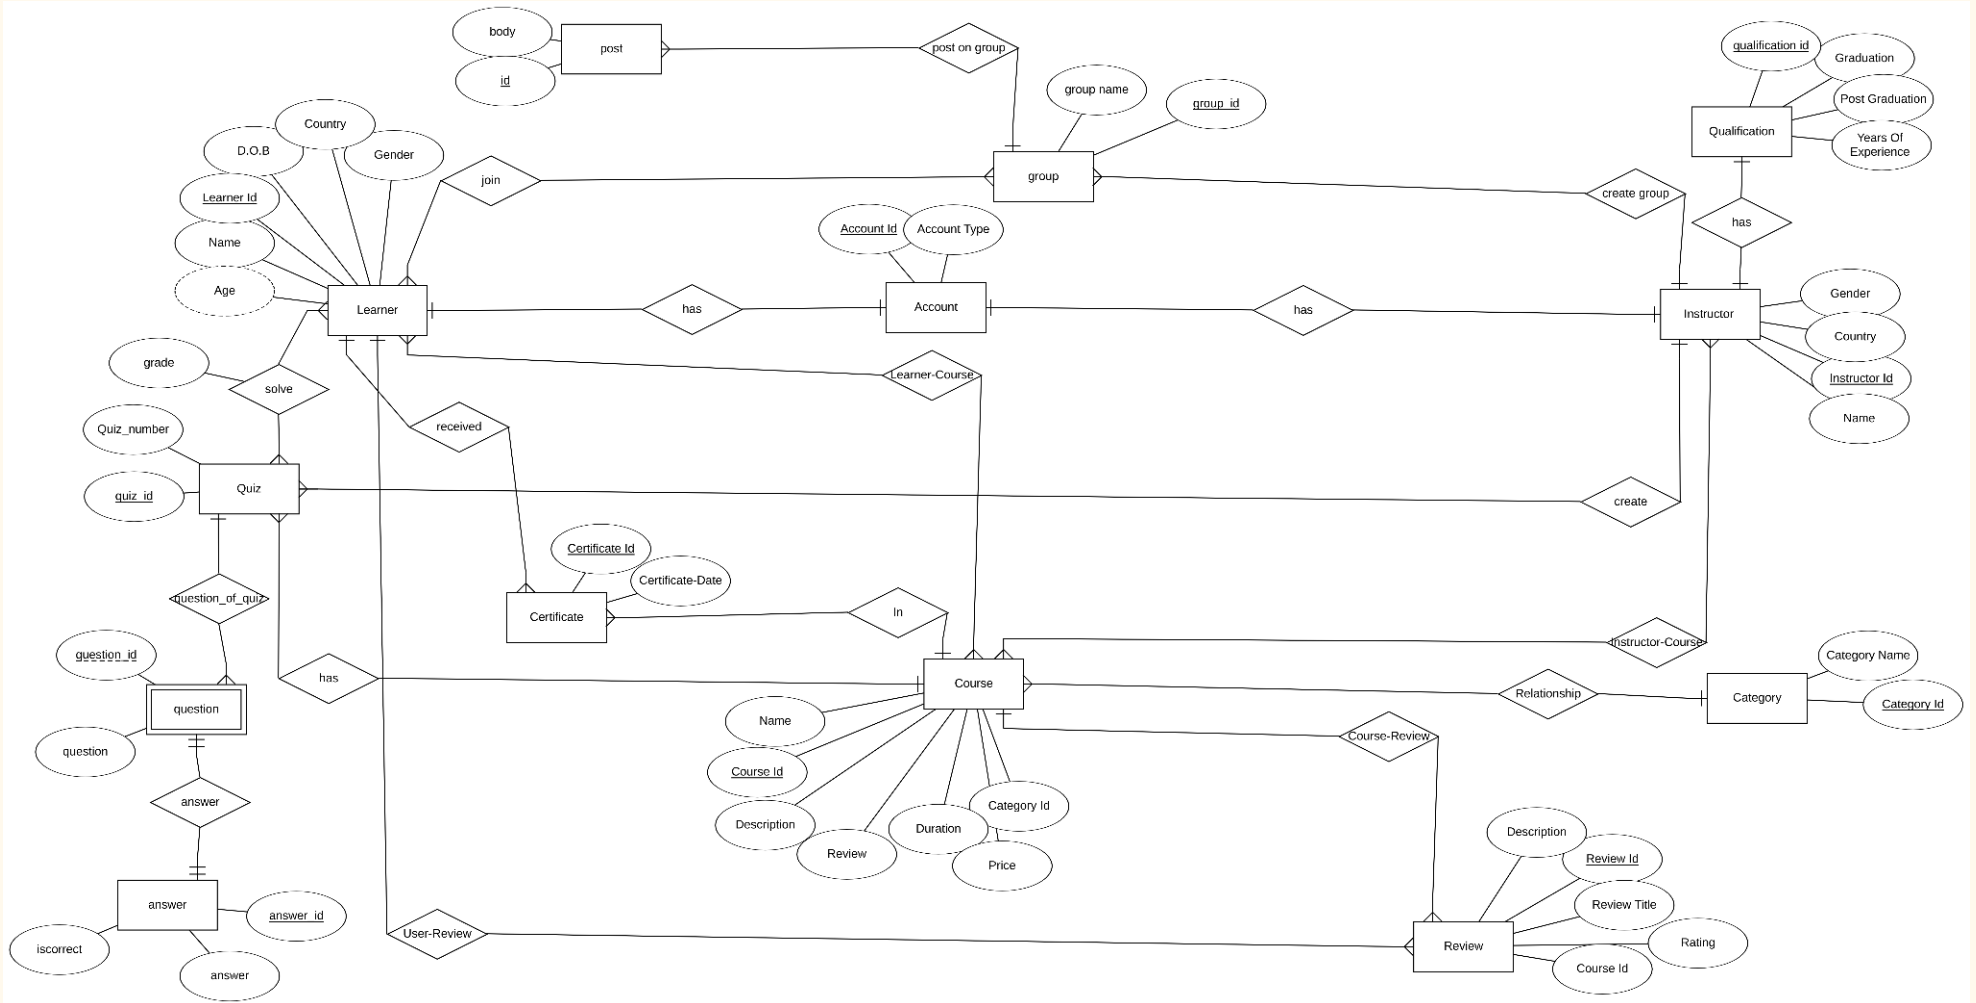 body
post
post on group
id
group name
group_id
qualification id
Graduation
Post Graduation
Qualification
Years Of
Experience
Country
D.O.B
Gender
join
group
create group
Learner Id
Name
Age
Account Id
Account Type
has
Learner
has
Account
has
Instructor
Gender
Country
Instructor Id
Name
grade
solve
Learner-Course
received
Quiz_number
Quiz
quiz_id
create
Certificate Id
Certificate-Date
question_of_quiz
Certificate
In
Instructor-Course
question_id
has
Course
Relationship
Category
Category Name
Category Id
question
question
Name
Course Id
Description
Review
Duration
Category Id
Price
Course-Review
answer
answer
answer_id
iscorrect
answer
User-Review
Review
Description
Review Id
Review Title
Rating
Course Id